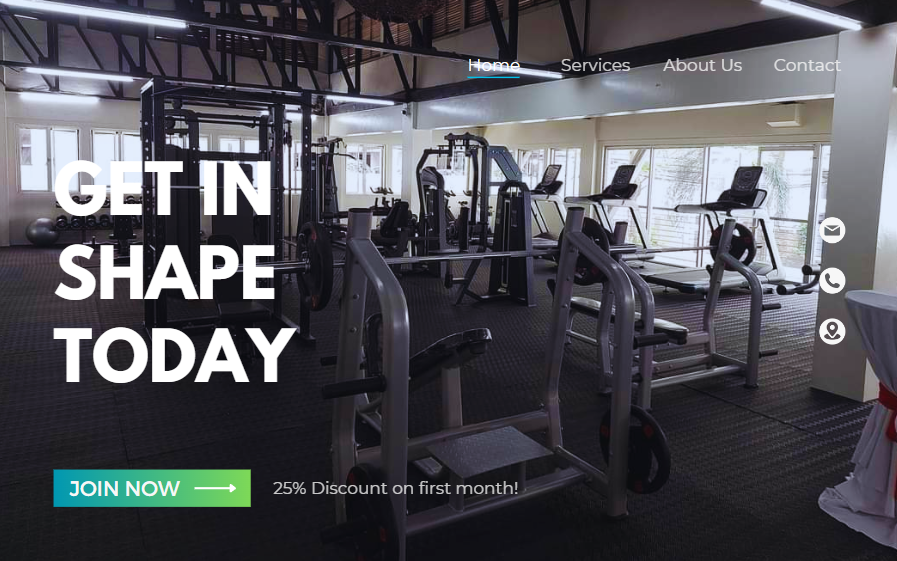 Home Services About Us Contact
GET IN
SHAPE
TODAY
JOIN NOW
25% Discount on first month!